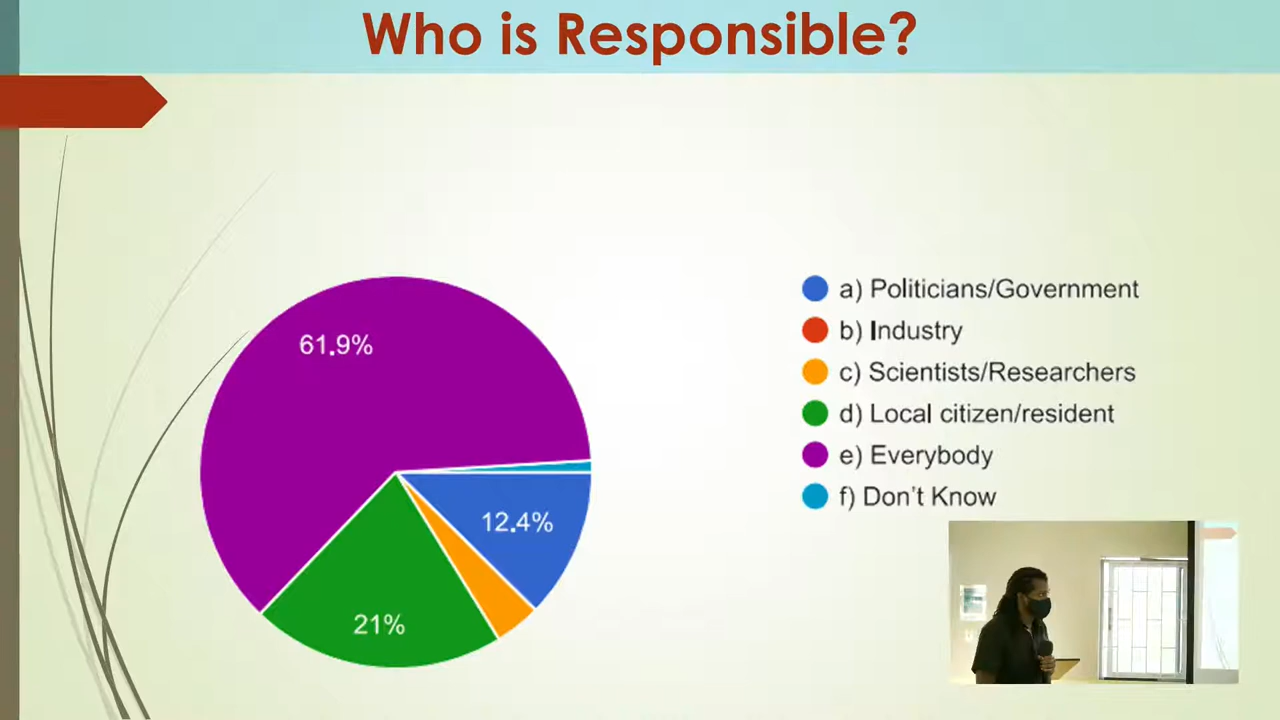 Who is Responsible?
61.9%
12.4%
21%
a) Politicians/Government
b) Industry
c) Scientists/Researchers
d) Local citizen/resident
e) Everybody
f) Don't Know